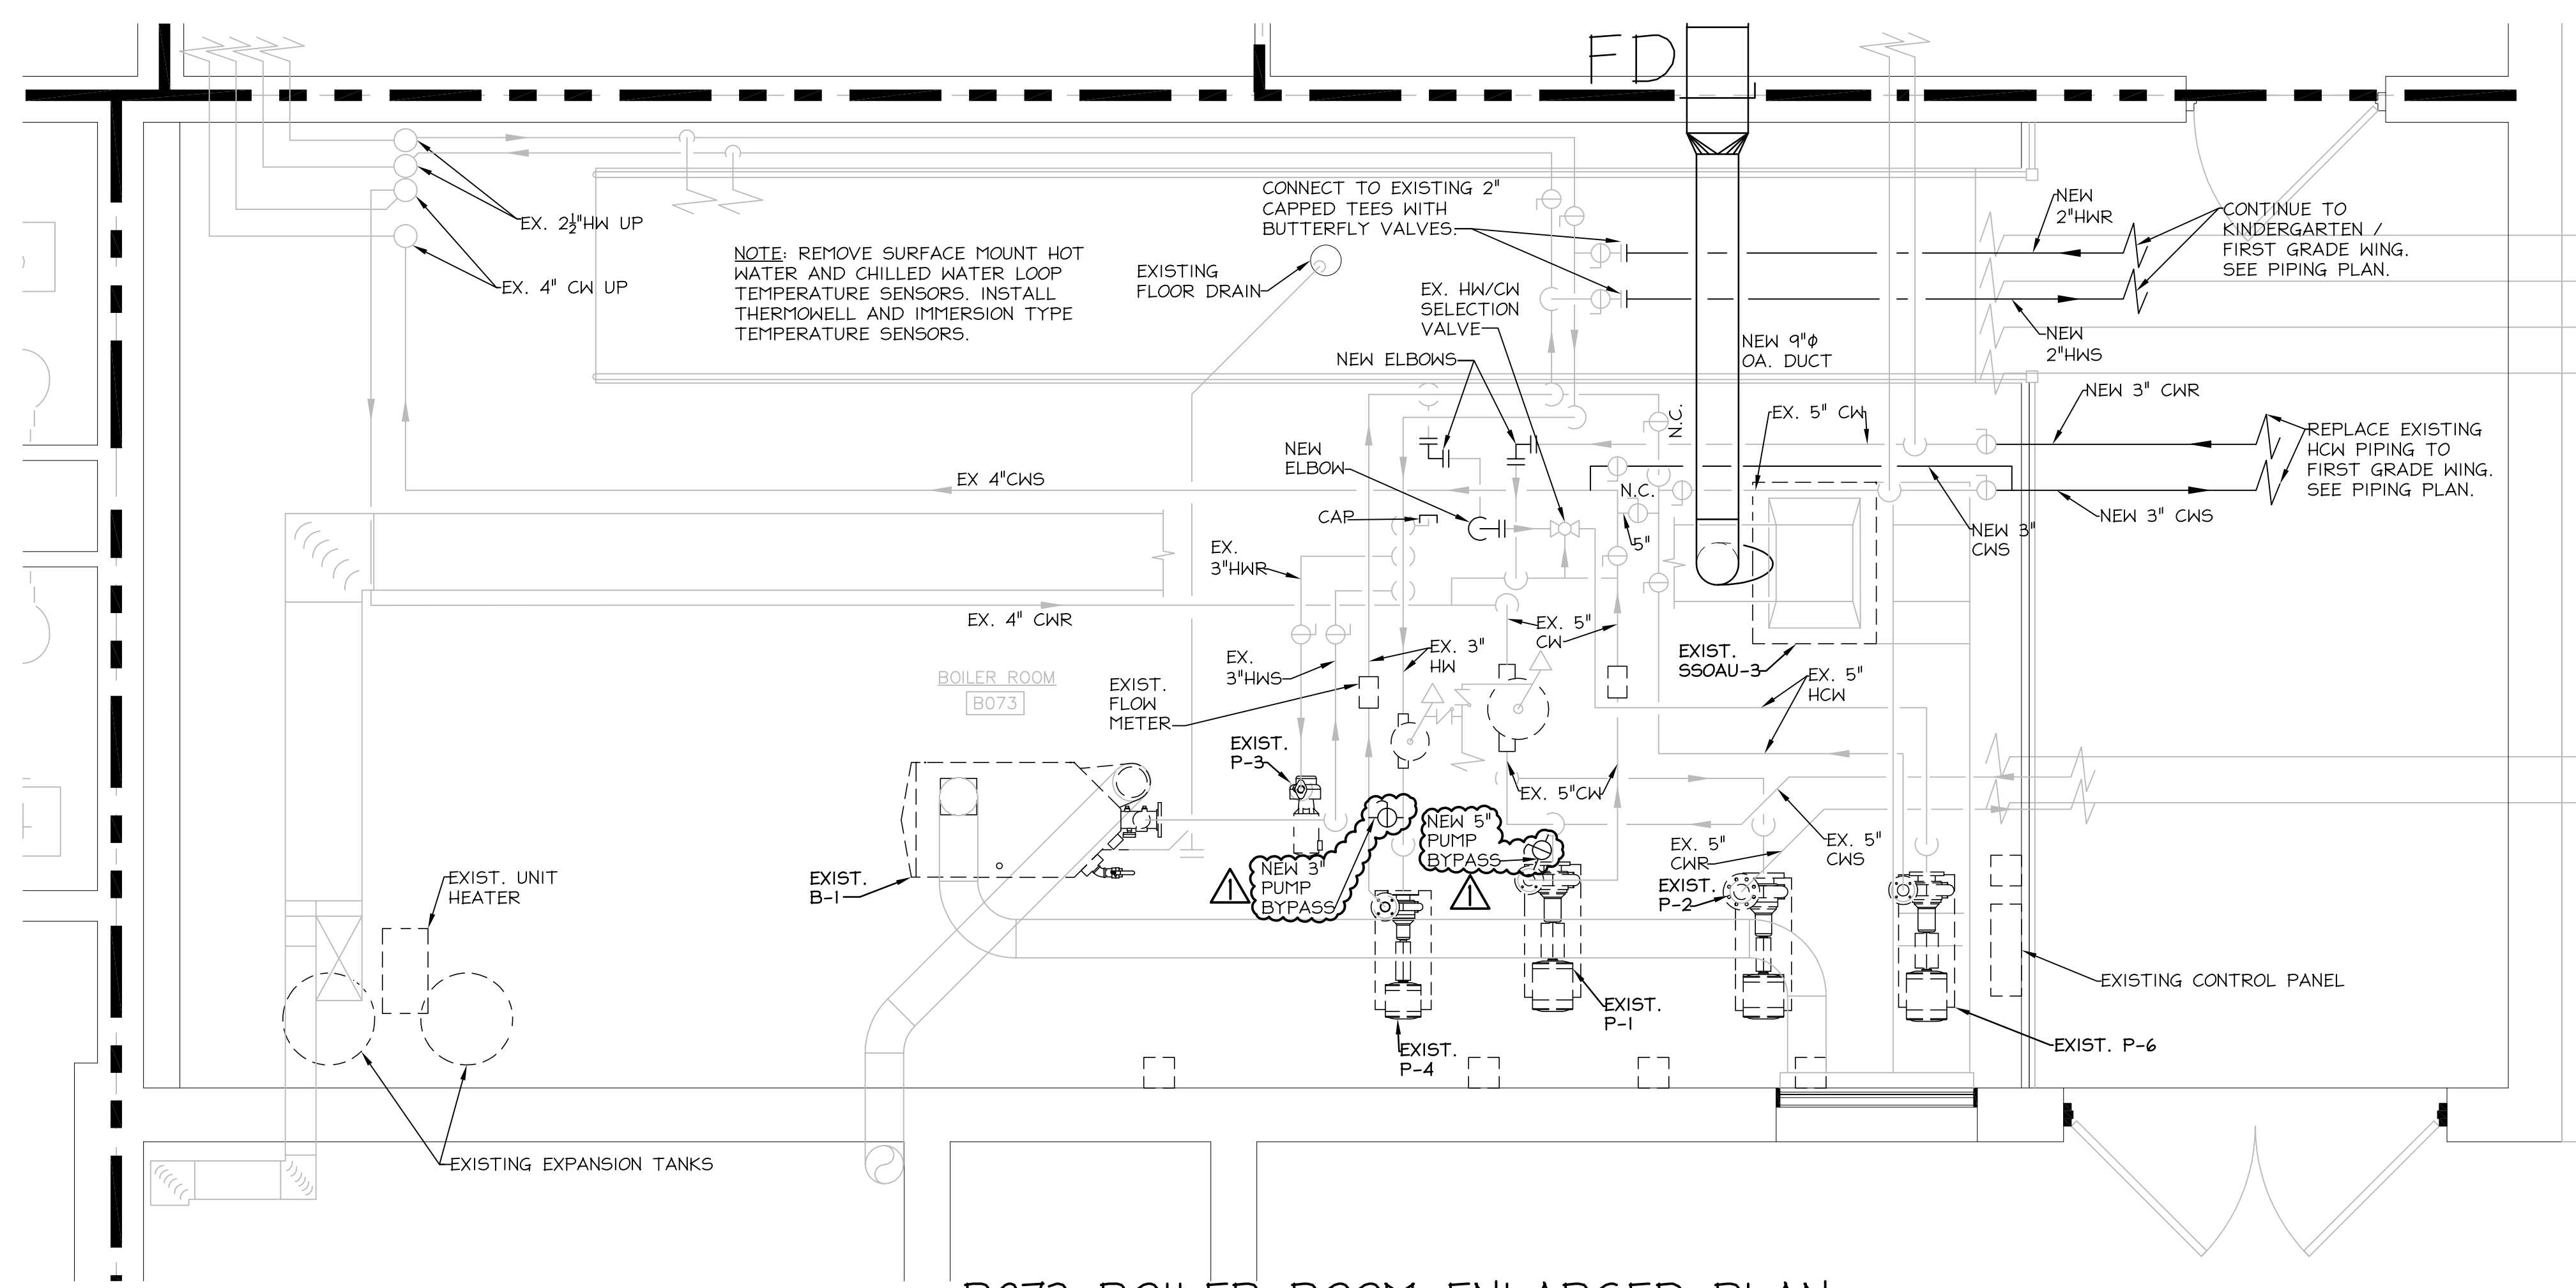 FD
CONNECT TO EXISTING 2"
CAPPED TEES WITH
BUTTERFLY VALVES.
NEW
2"HWR
CONTINUE TO
KINDERGARTEN /
FIRST GRADE WING.
SEE PIPING PLAN.
EX. 2½"HW UP
NOTE: REMOVE SURFACE MOUNT HOT
WATER AND CHILLED WATER LOOP
TEMPERATURE SENSORS. INSTALL
THERMOWELL AND IMMERSION TYPE
TEMPERATURE SENSORS.
EXISTING
FLOOR DRAIN
EX. 4" CW UP
EX. HW/CW
SELECTION
VALVE
NEW 9"ϕ
OA. DUCT
NEW
2"HWS
NEW ELBOWS
NEW 3" CWR
N.C.
EX. 5" CW
REPLACE EXISTING
HCW PIPING TO
FIRST GRADE WING.
SEE PIPING PLAN.
NEW
ELBOW
EX 4"CWS
N.C.
CAP
NEW 3" CWS
NEW 3"
CWS
5"
EX.
3"HWR
EX. 4" CWR
EX. 5"
CW
EX. 3"
HW
EXIST.
SSOAU-3
EX.
3"HWS
BOILER ROOM
B073
EXIST.
FLOW
METER
EX. 5"
HCW
EXIST.
P-3
EX. 5"CW
NEW 5"
PUMP
BYPASS
EX. 5"
CWR
EX. 5"
CWS
NEW 3"
PUMP
BYPASS
1
1
EXIST. UNIT
HEATER
EXIST.
B-1
EXIST.
P-2
EXISTING CONTROL PANEL
EXIST.
P-1
EXIST.
P-4
EXIST. P-6
EXISTING EXPANSION TANKS
B073 BOILER ROOM ENLARGED PLAN